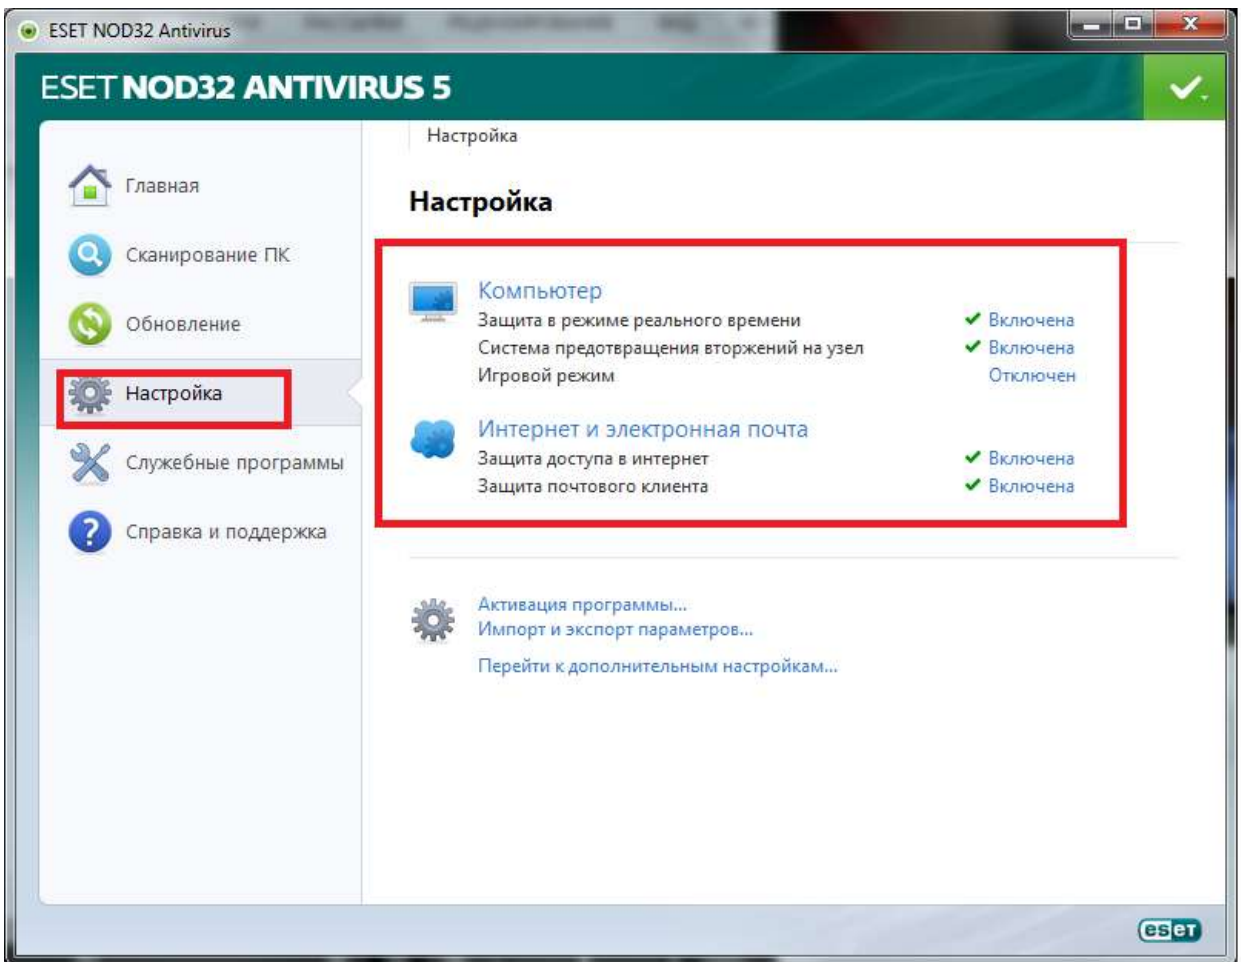 ESET NOD32 Antivirus
ESET NOD32 ANTIVIRUS 5
Настройка
Главная
Настройка
Сканирование ПК
Обновление
Настройка
Служебные программы
Справка и поддержка
Компьютер
Защита в режиме реального времени Включена
Система предотвращения вторжений на узел Включена
Игровой режим Отключен
Интернет и электронная почта
Защита доступа в интернет Включена
Защита почтового клиента Включена
Активация программы...
Импорт и экспорт параметров...
Перейти к дополнительным настройкам...
eset